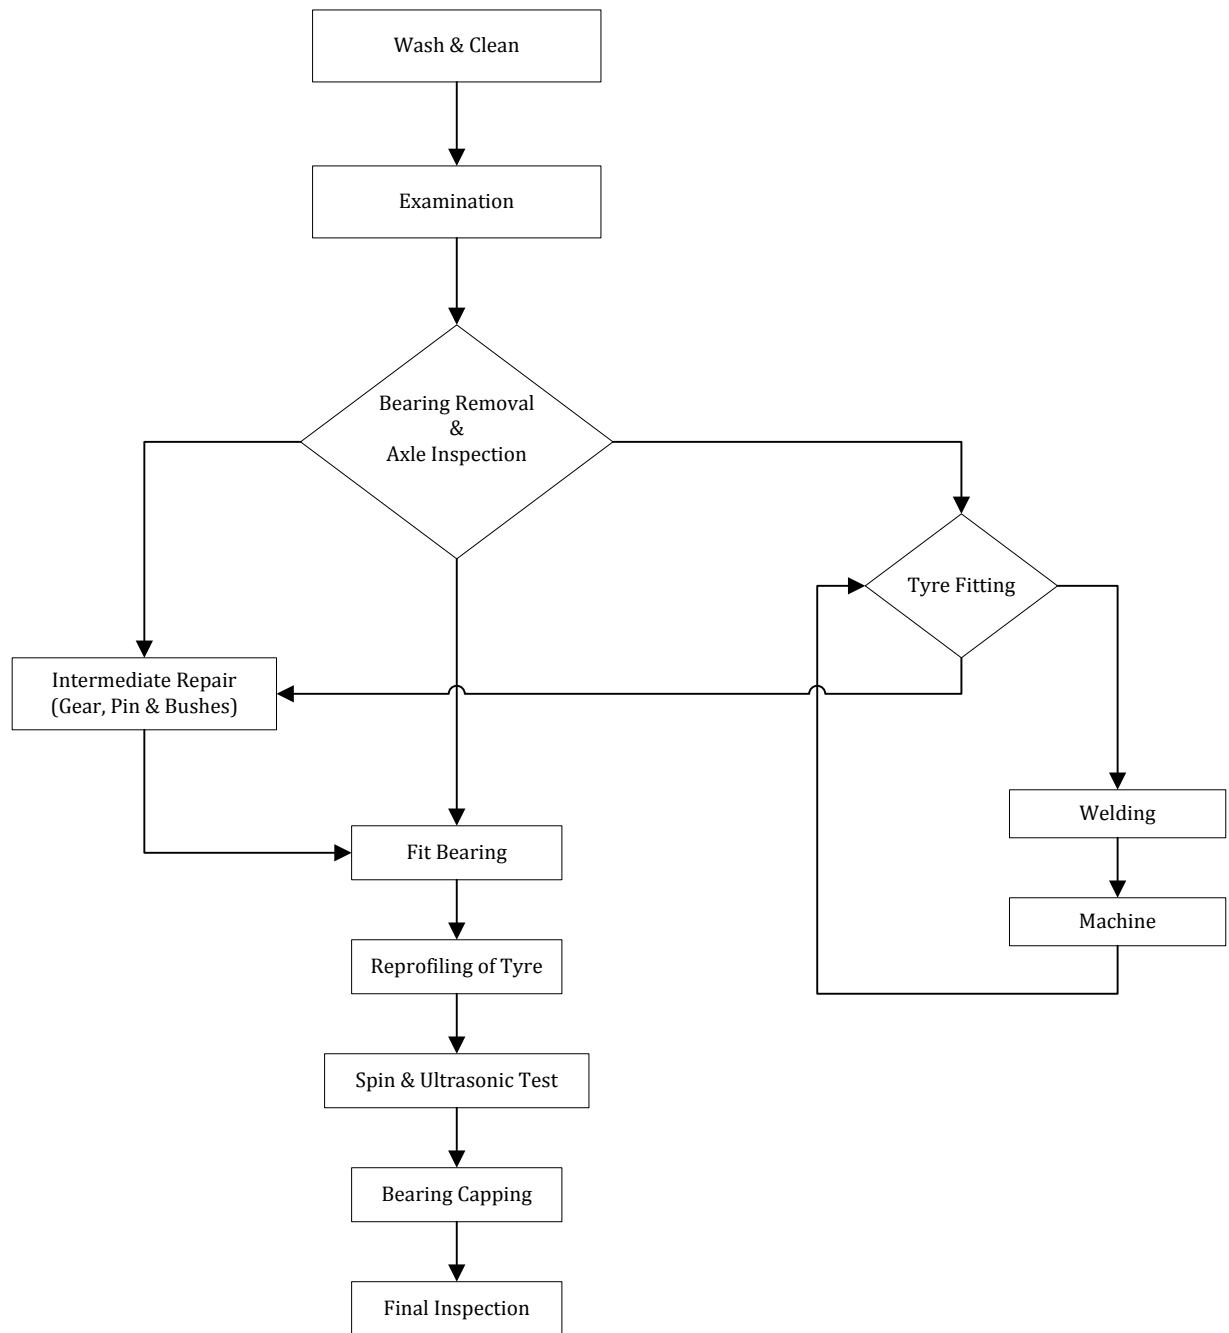 Wash & Clean
Examination
Bearing Removal
&
Axle Inspection
Tyre Fitting
Intermediate Repair
(Gear, Pin & Bushes)
Welding
Fit Bearing
Machine
Reprofiling of Tyre
Spin & Ultrasonic Test
Bearing Capping
Final Inspection